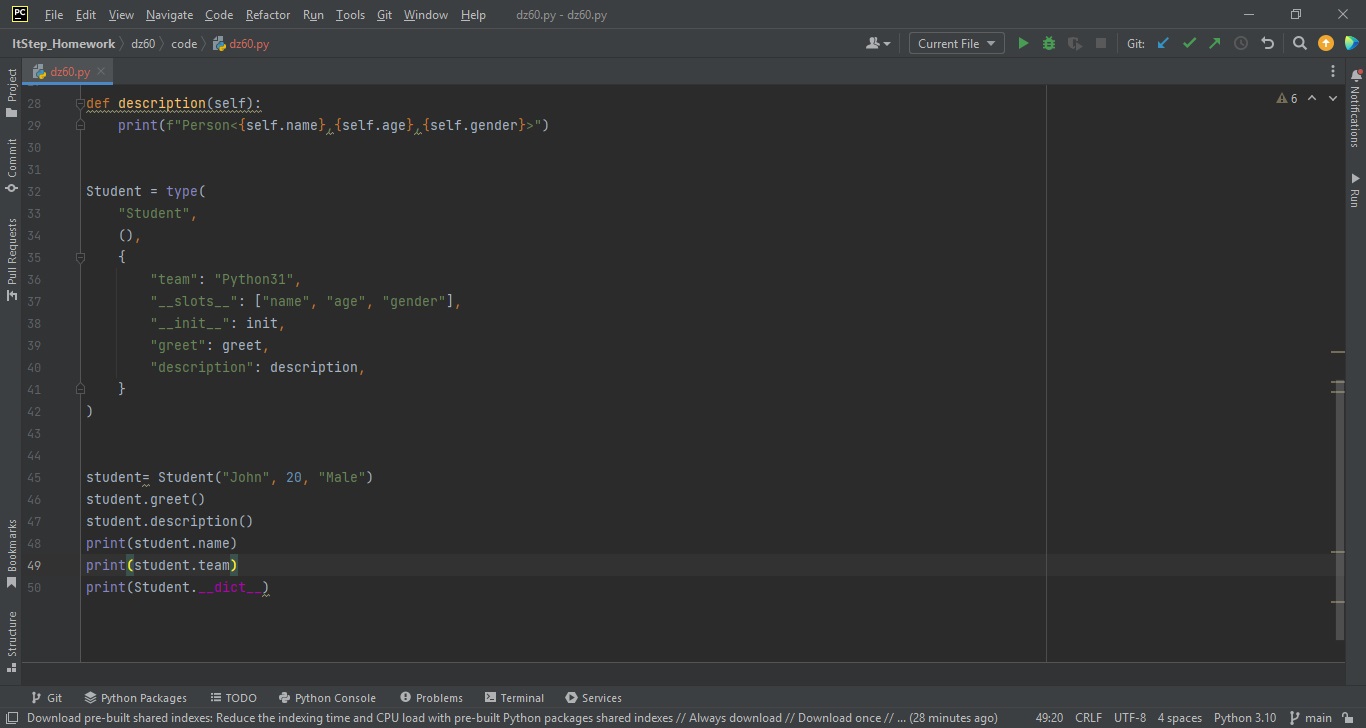 PC File Edit View Navigate Code Refactor Run Tools Git Window Help dz60.py - dz60.py
ItStep_Homework dz60 code dz60.py Current File Git:
dz60.py
Project
Commit
Pull Requests
Bookmarks
Structure
28 def description(self):
29 print(f"Person<{self.name},{self.age},{self.gender}>")
30
31
32 Student = type(
33 "Student",
34 (),
35 {
36 "team": "Python31",
37 "__slots__": ["name", "age", "gender"],
38 "__init__": init,
39 "greet": greet,
40 "description": description,
41 }
42 )
43
44
45 student= Student("John", 20, "Male")
46 student.greet()
47 student.description()
48 print(student.name)
49 print(student.team)
50 print(Student.__dict__)
6
Notifications
Run
Git Python Packages TODO Python Console Problems Terminal Services
Download pre-built shared indexes: Reduce the indexing time and CPU load with pre-built Python packages shared indexes // Always download // Download once // ... (28 minutes ago) 49:20 CRLF UTF-8 4 spaces Python 3.10 main